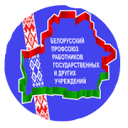 БЕЛОРУССКИЙ
ПРОФСОЮЗ
РАБОТНИКОВ
ГОСУДАРСТВЕННЫХ
И ДРУГИХ
УЧРЕЖДЕНИЙ